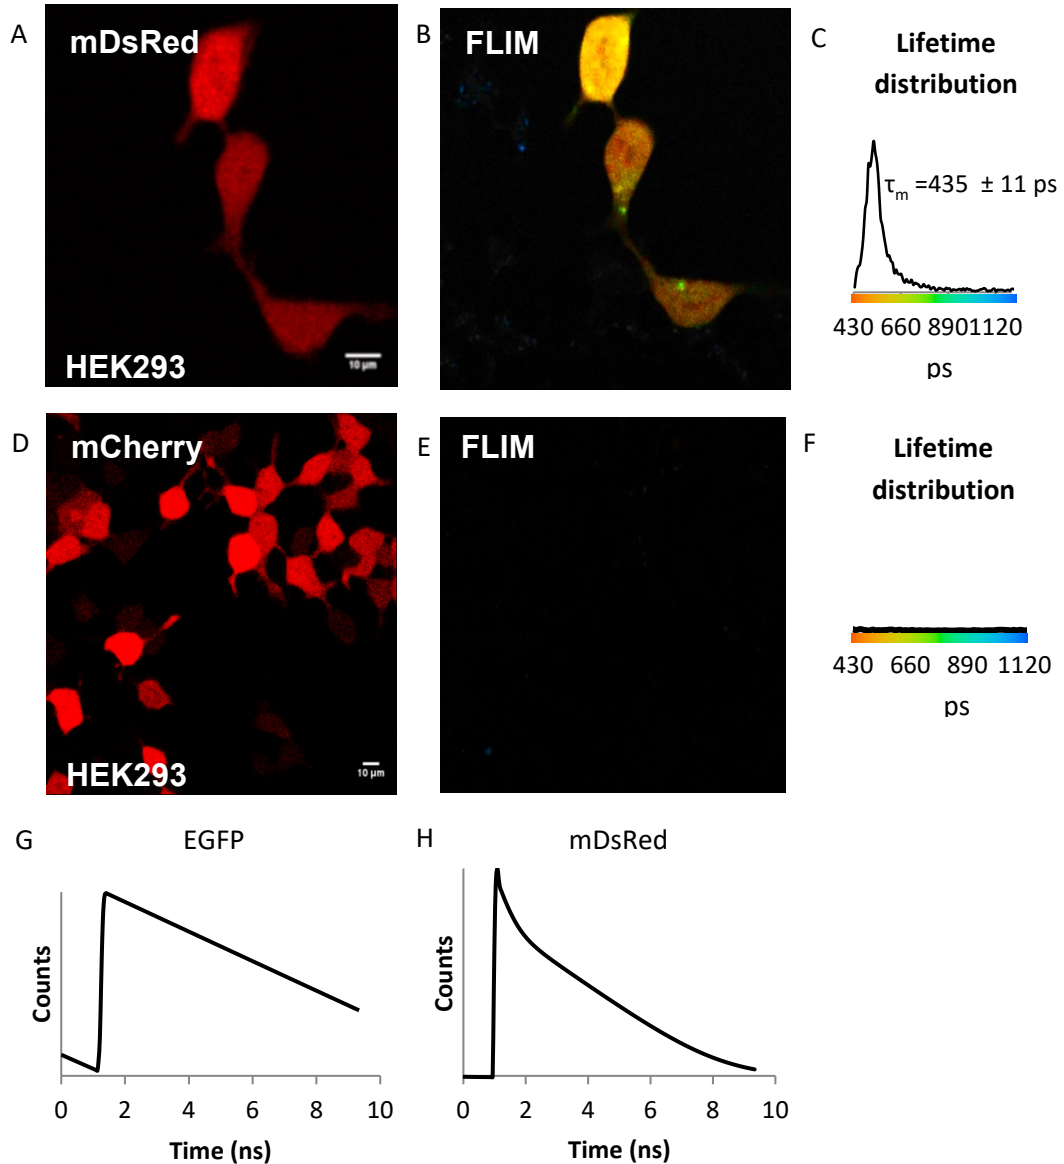 A
mDsRed
HEK293
10 µm
B
FLIM
C
Lifetime
distribution
τm =435 ± 11 ps
430 660 8901120
ps
D
mCherry
HEK293
10 µm
E
FLIM
F
Lifetime
distribution
430 660 890 1120
ps
G
EGFP
Counts
0 2 4 6 8 10
Time (ns)
H
mDsRed
Counts
0 2 4 6 8 10
Time (ns)